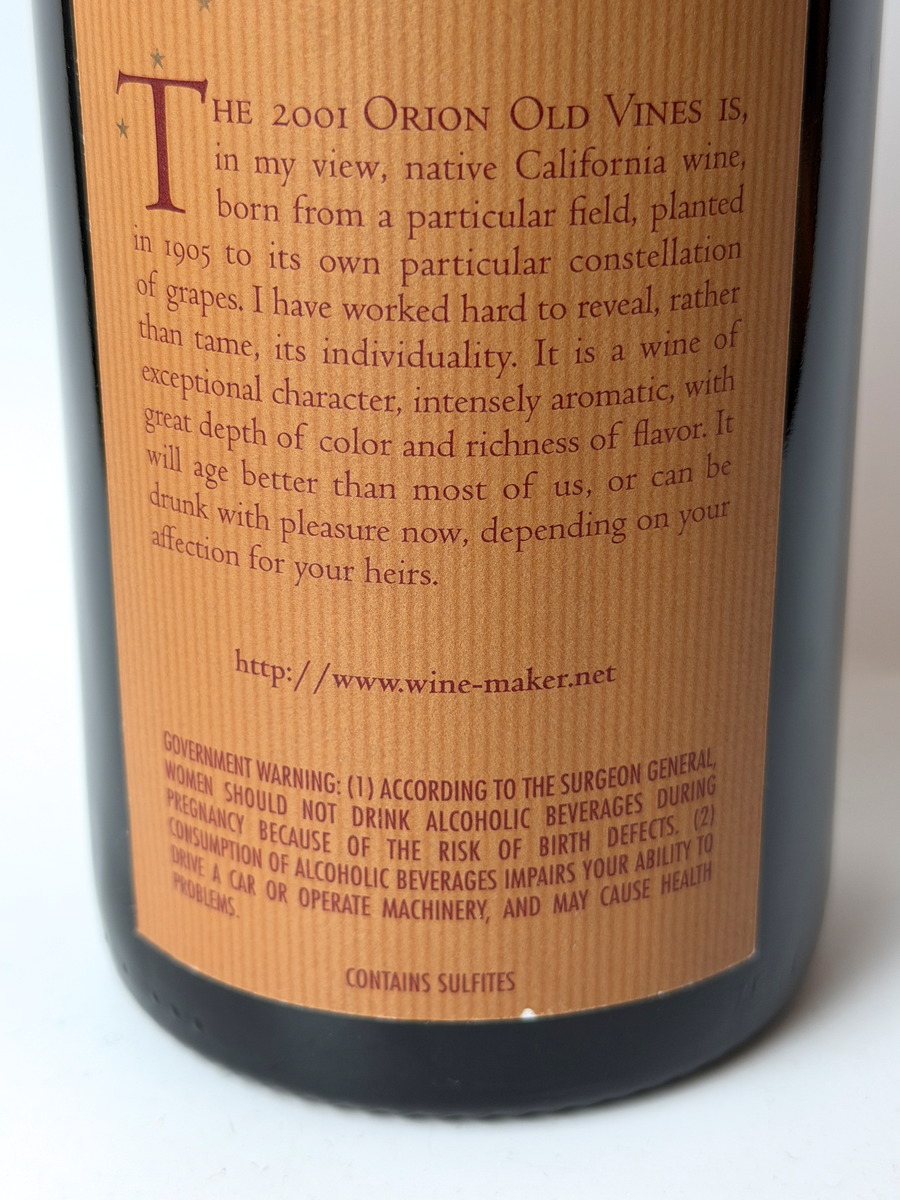 THE 2001 ORION OLD VINES IS,
in my view, native California wine,
born from a particular field, planted
in 1905 to its own particular constellation
of grapes. I have worked hard to reveal, rather
than tame, its individuality. It is a wine of
exceptional character, intensely aromatic, with
great depth of color and richness of flavor. It
will age better than most of us, or can be
drunk with pleasure now, depending on your
affection for your heirs.
http://www.wine-maker.net
GOVERNMENT WARNING: (1) ACCORDING TO THE SURGEON GENERAL,
WOMEN SHOULD NOT DRINK ALCOHOLIC BEVERAGES DURING
PREGNANCY BECAUSE OF THE RISK OF BIRTH DEFECTS. (2)
CONSUMPTION OF ALCOHOLIC BEVERAGES IMPAIRS YOUR ABILITY TO
DRIVE A CAR OR OPERATE MACHINERY, AND MAY CAUSE HEALTH
PROBLEMS.
CONTAINS SULFITES